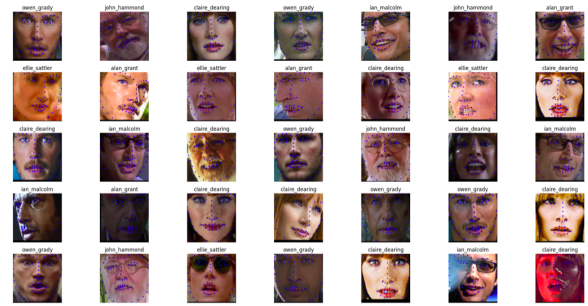 owen_grady john_hammond claire_dearing owen_grady ian_malcolm john_hammond alan_grant
ellie_sattler alan_grant ellie_sattler alan_grant claire_dearing ellie_sattler claire_dearing
claire_dearing ian_malcolm claire_dearing owen_grady john_hammond claire_dearing ian_malcolm
ian_malcolm alan_grant claire_dearing claire_dearing owen_grady owen_grady claire_dearing
owen_grady john_hammond ellie_sattler owen_grady claire_dearing ian_malcolm claire_dearing